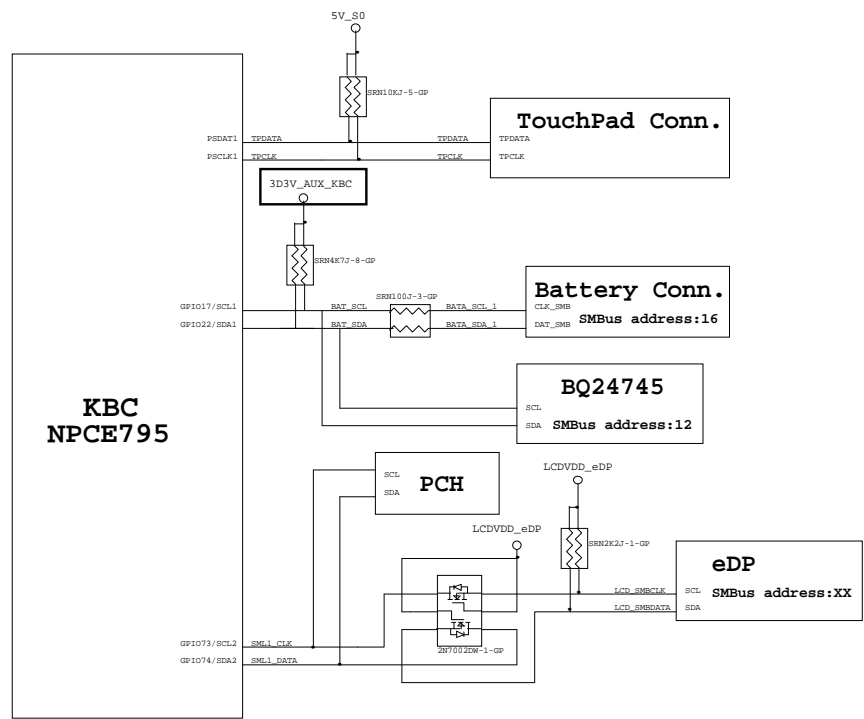 5V_S0
SRN10KJ-5-GP
TouchPad Conn.
PSDAT1 TPDATA TPDATA TPDATA
PSCLK1 TPCLK TPCLK TPCLK
3D3V_AUX_KBC
SRN4K7J-8-GP
SRN100J-3-GP
Battery Conn.
GPIO17/SCL1 BAT_SCL BATA_SCL_1 CLK_SMB
SMBus address:16
GPIO22/SDA1 BAT_SDA BATA_SDA_1 DAT_SMB
BQ24745
SCL
SDA SMBus address:12
KBC
NPCE795
LCDVDD_eDP
SCL
PCH
SDA
LCDVDD_eDP
SRN2K2J-1-GP
eDP
LCD_SMBCLK SCL SMBus address:XX
LCD_SMBDATA SDA
GPIO73/SCL2 SML1_CLK
2N7002DW-1-GP
GPIO74/SDA2 SML1_DATA